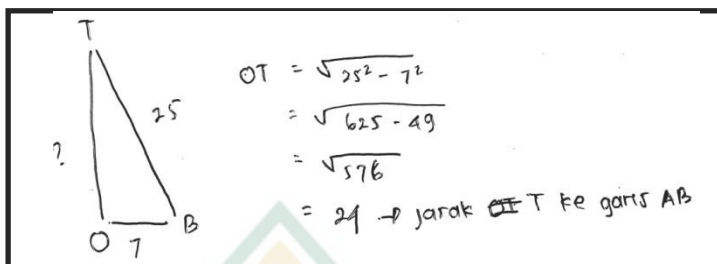 T
25
?
O 7 B
OT = √25² - 7²
= √625 - 49
= √576
= 24 → jarak T ke garis AB